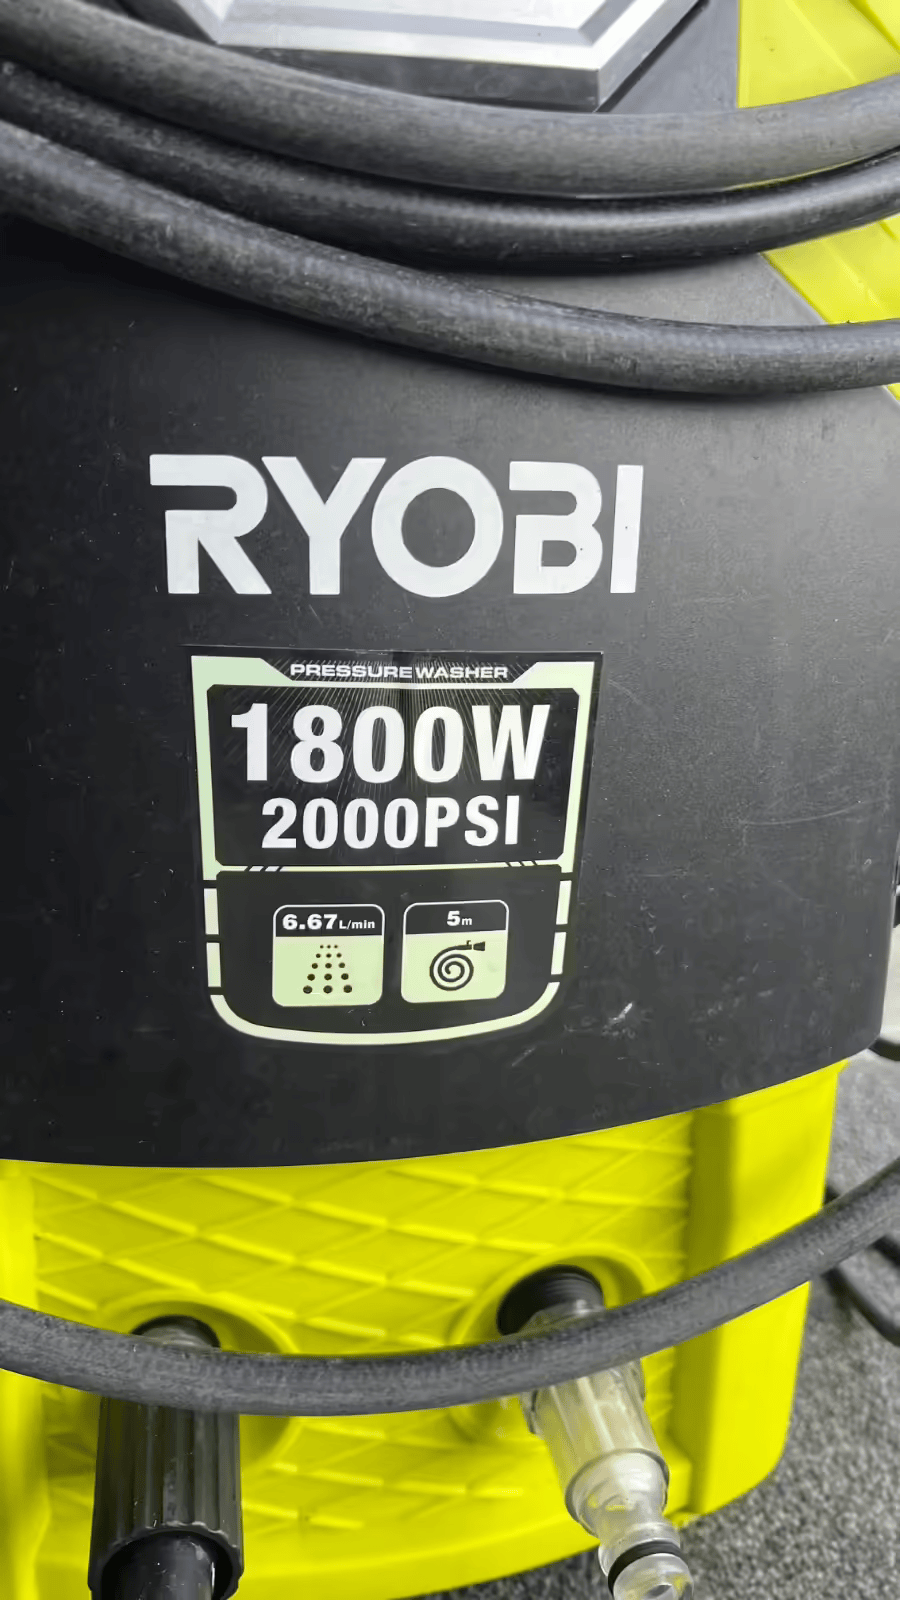 RYOBI
PRESSURE WASHER
1800W
2000PSI
6.67L/min
5m